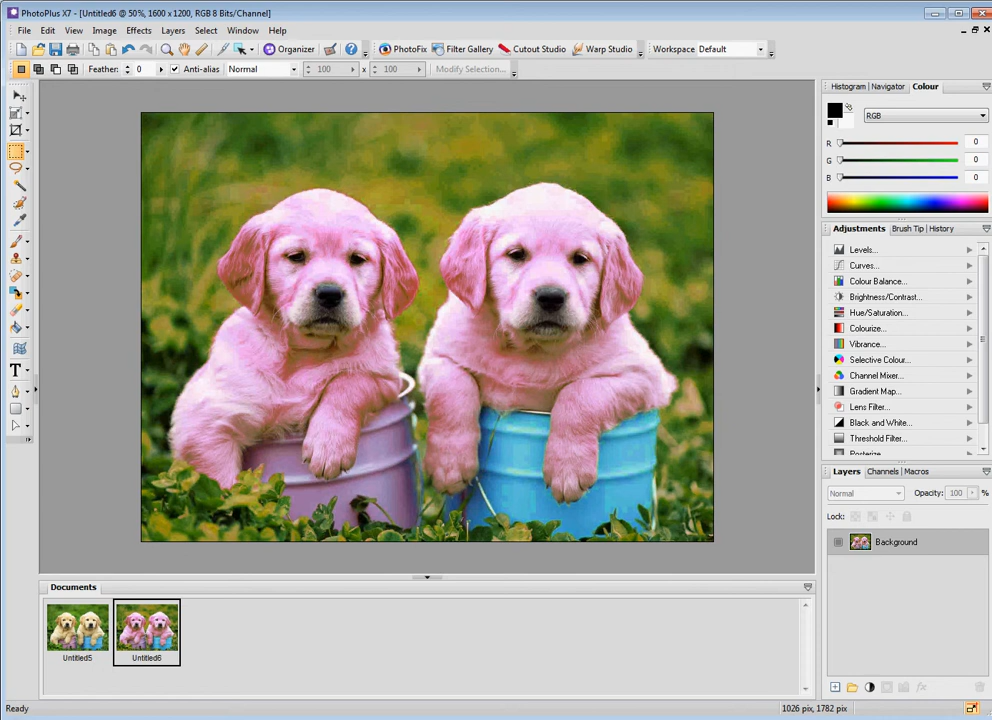 PhotoPlus X7 - [Untitled6 @ 50%, 1600 x 1200, RGB 8 Bits/Channel]
File Edit View Image Effects Layers Select Window Help
Organizer PhotoFix Filter Gallery Cutout Studio Warp Studio Workspace Default
Feather: 0 Anti-alias Normal 100 x 100 Modify Selection...
Histogram Navigator Colour
RGB
R 0
G 0
B 0
Adjustments Brush Tip History
Levels...
Curves...
Colour Balance...
Brightness/Contrast...
Hue/Saturation...
Colourize...
Vibrance...
Selective Colour...
Channel Mixer...
Gradient Map...
Lens Filter...
Black and White...
Threshold Filter...
Posterize
Layers Channels Macros
Normal Opacity: 100 %
Lock:
Background
Documents
Untitled5 Untitled6
Ready 1026 pix, 1782 pix